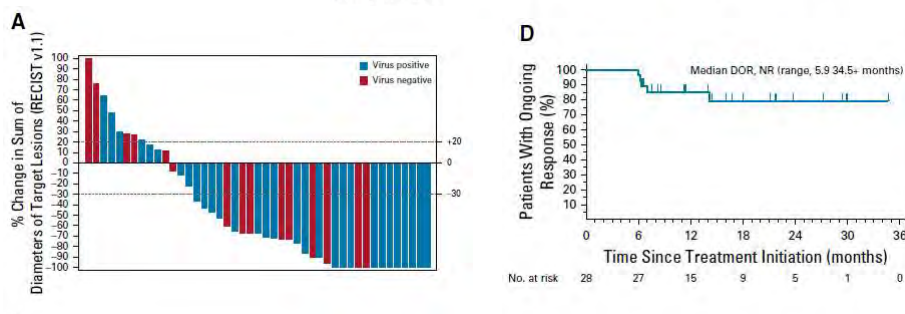 A
% Change in Sum of
Diameters of Target Lesions (RECIST v1.1)
100
90
80
70
60
50
40
30
20
10
0
-10
-20
-30
-40
-50
-60
-70
-80
-90
-100
Virus positive
Virus negative
+20
0
-30
D
Patients With Ongoing
Response (%)
100
90
80
70
60
50
40
30
20
10
Median DOR, NR (range, 5.9 34.5+ months)
0 6 12 18 24 30 36
Time Since Treatment Initiation (months)
No. at risk 28 27 15 9 5 1 0